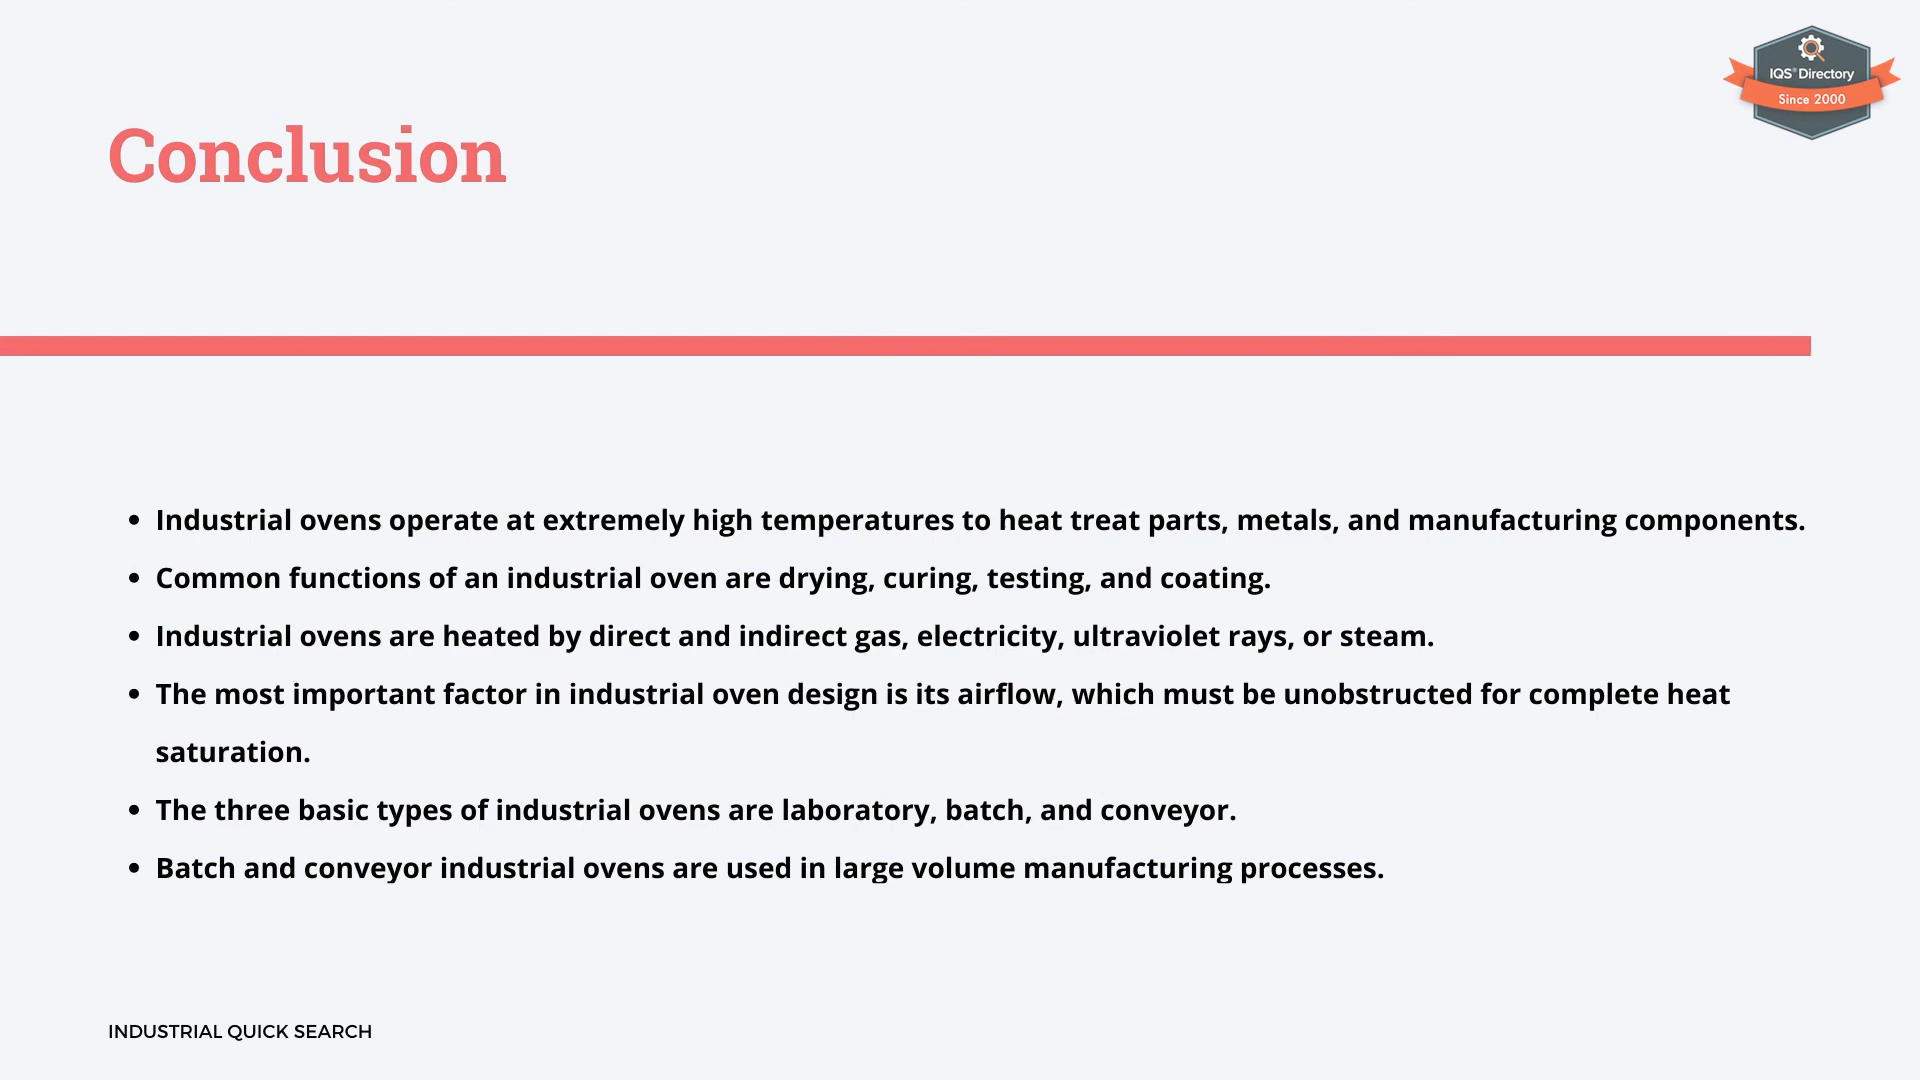 IQS® Directory
Since 2000
Conclusion
• Industrial ovens operate at extremely high temperatures to heat treat parts, metals, and manufacturing components.
• Common functions of an industrial oven are drying, curing, testing, and coating.
• Industrial ovens are heated by direct and indirect gas, electricity, ultraviolet rays, or steam.
• The most important factor in industrial oven design is its airflow, which must be unobstructed for complete heat
saturation.
• The three basic types of industrial ovens are laboratory, batch, and conveyor.
• Batch and conveyor industrial ovens are used in large volume manufacturing processes.
INDUSTRIAL QUICK SEARCH